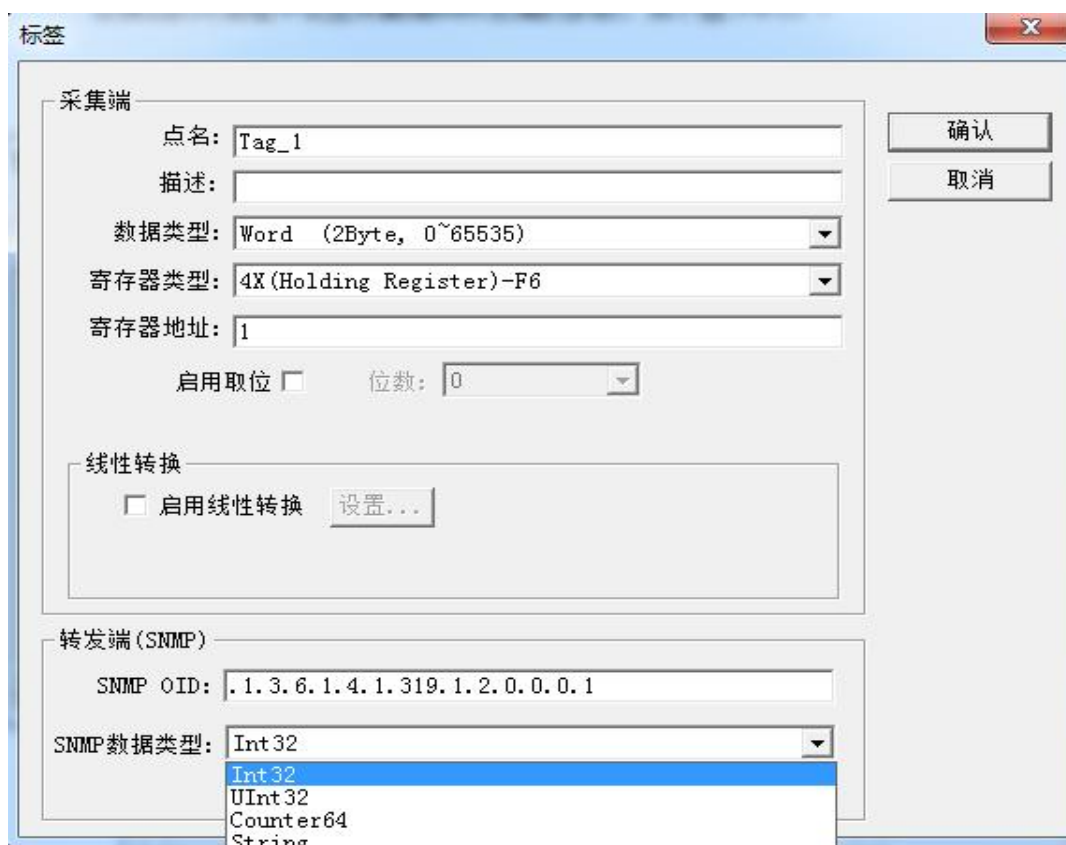 标签
采集端
点名: Tag_1
确认
描述:
取消
数据类型: Word (2Byte, 0~65535)
寄存器类型: 4X(Holding Register)-F6
寄存器地址: 1
启用取位 位数: 0
线性转换
启用线性转换 设置...
转发端(SNMP)
SNMP OID: .1.3.6.1.4.1.319.1.2.0.0.0.1
SNMP数据类型: Int32
Int32
UInt32
Counter64
String